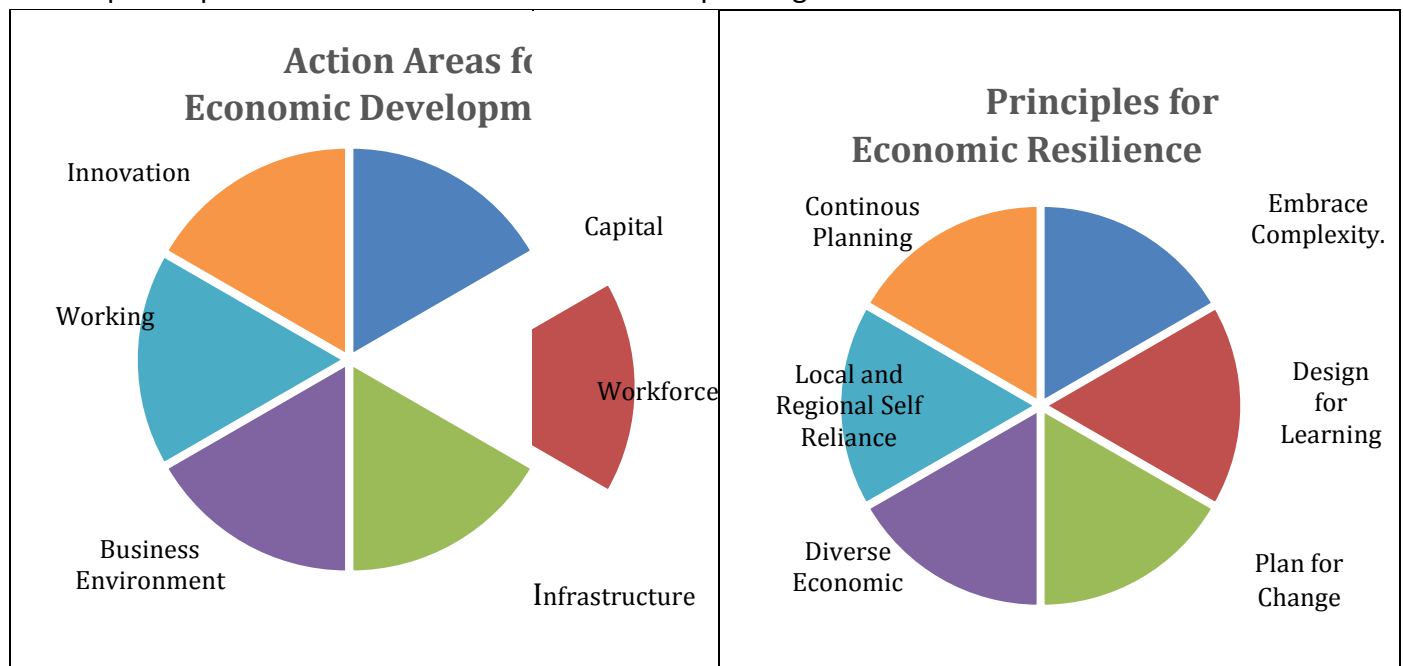 Action Areas fo
Economic Developm
Innovation
Capital
Working
Workforce
Business
Environment
Infrastructure
Principles for
Economic Resilience
Continous
Planning
Embrace
Complexity.
Local and
Regional Self
Reliance
Design
for
Learning
Diverse
Economic
Plan for
Change